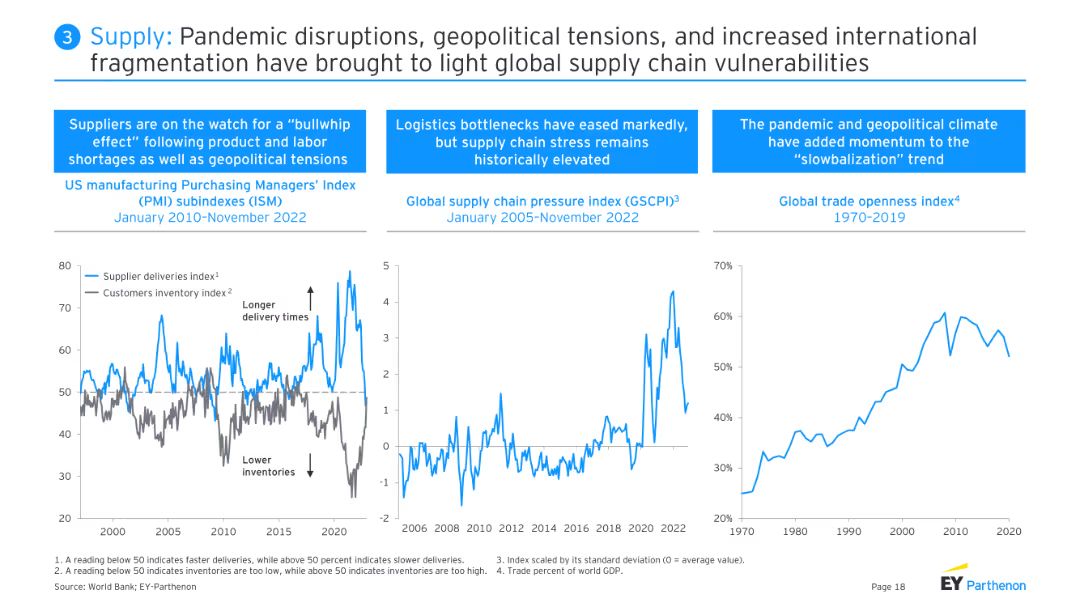 3 Supply: Pandemic disruptions, geopolitical tensions, and increased international
fragmentation have brought to light global supply chain vulnerabilities
Suppliers are on the watch for a “bullwhip
effect” following product and labor
shortages as well as geopolitical tensions
US manufacturing Purchasing Managers’ Index
(PMI) subindexes (ISM)
January 2010–November 2022
80
70
60
50
40
30
20
Supplier deliveries index1
Customers inventory index2
Longer
delivery times
Lower
inventories
2000 2005 2010 2015 2020
Logistics bottlenecks have eased markedly,
but supply chain stress remains
historically elevated
Global supply chain pressure index (GSCPI)3
January 2005–November 2022
5
4
3
2
1
0
-1
-2
2006 2008 2010 2012 2014 2016 2018 2020 2022
The pandemic and geopolitical climate
have added momentum to the
“slowbalization” trend
Global trade openness index4
1970–2019
70%
60%
50%
40%
30%
20%
1970 1980 1990 2000 2010 2020
1. A reading below 50 indicates faster deliveries, while above 50 percent indicates slower deliveries.
2. A reading below 50 indicates inventories are too low, while above 50 indicates inventories are too high.
3. Index scaled by its standard deviation (0 = average value).
4. Trade percent of world GDP.
Source: World Bank; EY-Parthenon
Page 18
EY Parthenon